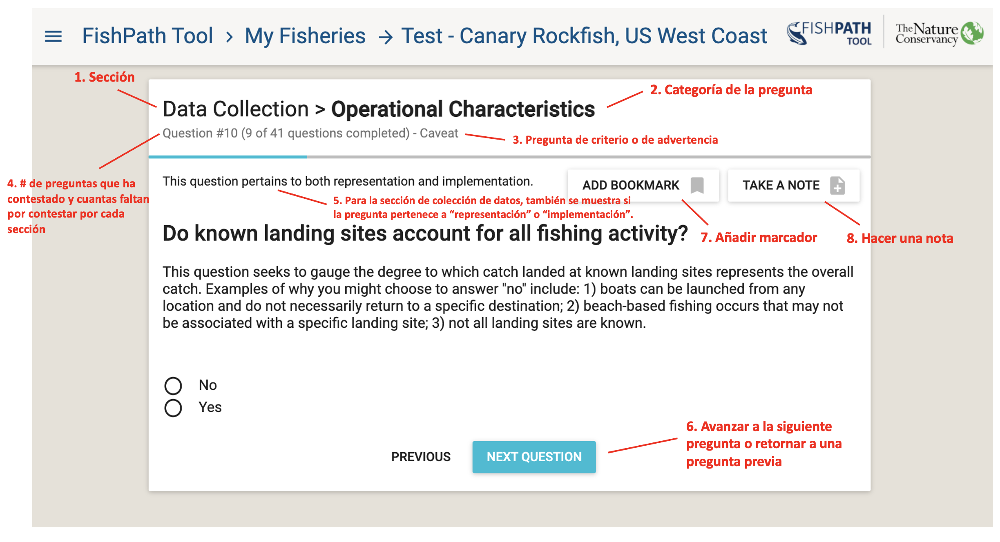 FishPath Tool > My Fisheries → Test - Canary Rockfish, US West Coast
FISHPATH
TOOL
The Nature
Conservancy
1. Sección
2. Categoría de la pregunta
Data Collection > Operational Characteristics
Question #10 (9 of 41 questions completed) - Caveat
3. Pregunta de criterio o de advertencia
4. # de preguntas que ha
contestado y cuantas faltan
por contestar por cada
sección
This question pertains to both representation and implementation.
ADD BOOKMARK
TAKE A NOTE
5. Para la sección de colección de datos, también se muestra si
la pregunta pertenece a “representación” o “implementación”.
Do known landing sites account for all fishing activity?
7. Añadir marcador
8. Hacer una nota
This question seeks to gauge the degree to which catch landed at known landing sites represents the overall
catch. Examples of why you might choose to answer "no" include: 1) boats can be launched from any
location and do not necessarily return to a specific destination; 2) beach-based fishing occurs that may not
be associated with a specific landing site; 3) not all landing sites are known.
No
Yes
6. Avanzar a la siguiente
pregunta o retornar a una
pregunta previa
PREVIOUS
NEXT QUESTION